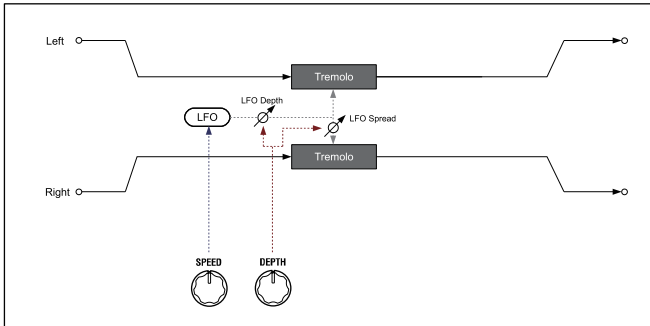 Left
Tremolo
LFO Depth
LFO
LFO Spread
Tremolo
Right
SPEED
DEPTH